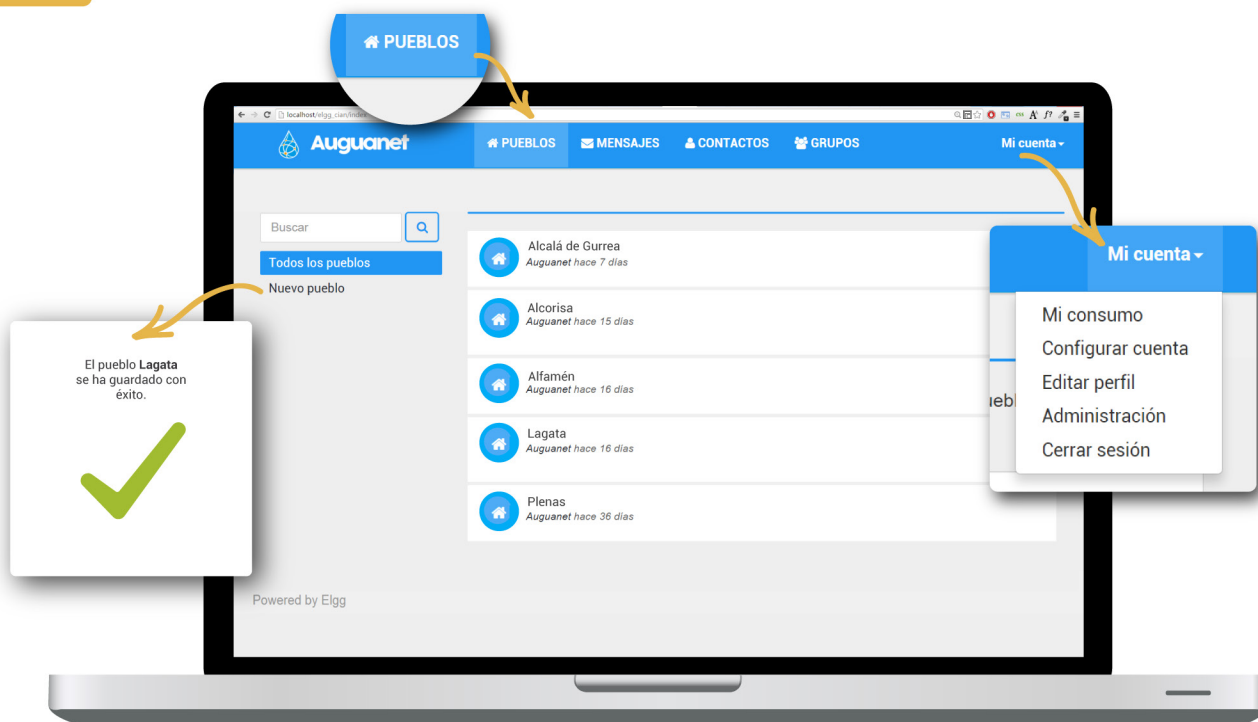 PUEBLOS
localhost/elgg_cian/index
Auguanet
PUEBLOS
MENSAJES
CONTACTOS
GRUPOS
Mi cuenta
Buscar
Todos los pueblos
Nuevo pueblo
Alcalá de Gurrea
Auguanet hace 7 días
Alcorisa
Auguanet hace 15 días
Alfamén
Auguanet hace 16 días
Lagata
Auguanet hace 16 días
Plenas
Auguanet hace 36 días
Powered by Elgg
El pueblo Lagata
se ha guardado con
éxito.
Mi cuenta
Mi consumo
Configurar cuenta
Editar perfil
Administración
Cerrar sesión